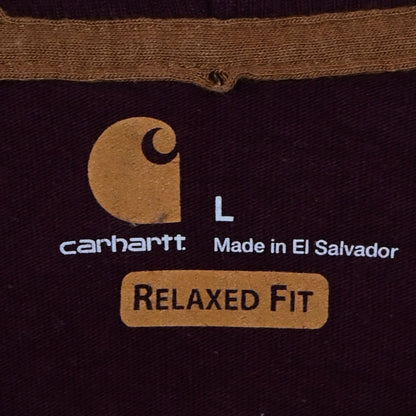 L
carhartt. Made in El Salvador
RELAXED FIT